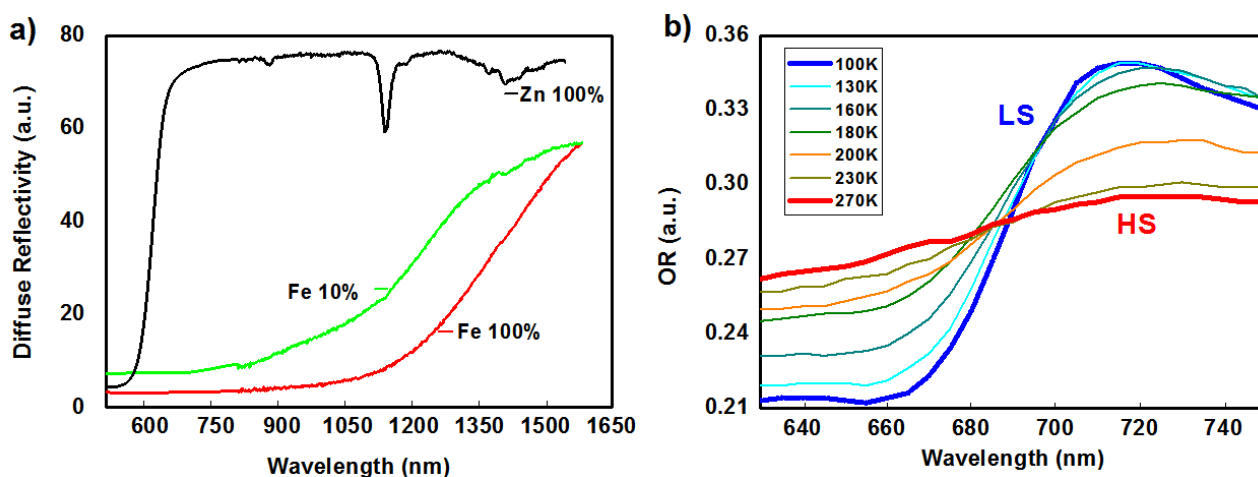 a)
Diffuse Reflectivity (a.u.)
80
60
40
20
0
Zn 100%
Fe 10%
Fe 100%
600 750 900 1050 1200 1350 1500 1650
Wavelength (nm)
b)
OR (a.u.)
0.36
0.33
0.30
0.27
0.24
0.21
100K
130K
160K
180K
200K
230K
270K
LS
HS
640 660 680 700 720 740
Wavelength (nm)